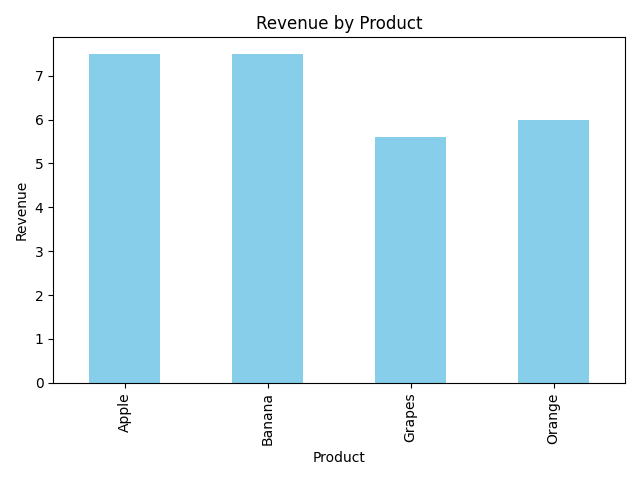 Revenue by Product
Revenue
7
6
5
4
3
2
1
0
Apple
Banana
Grapes
Orange
Product